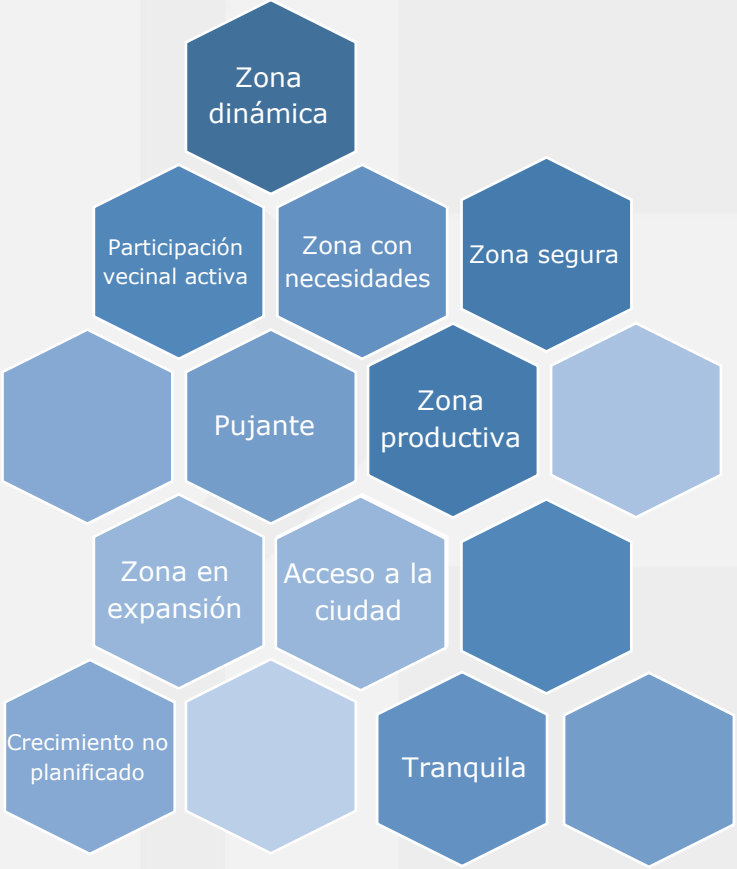 Zona
dinámica
Participación
vecinal activa
Zona con
necesidades
Zona segura
Pujante
Zona
productiva
Zona en
expansión
Acceso a la
ciudad
Crecimiento no
planificado
Tranquila